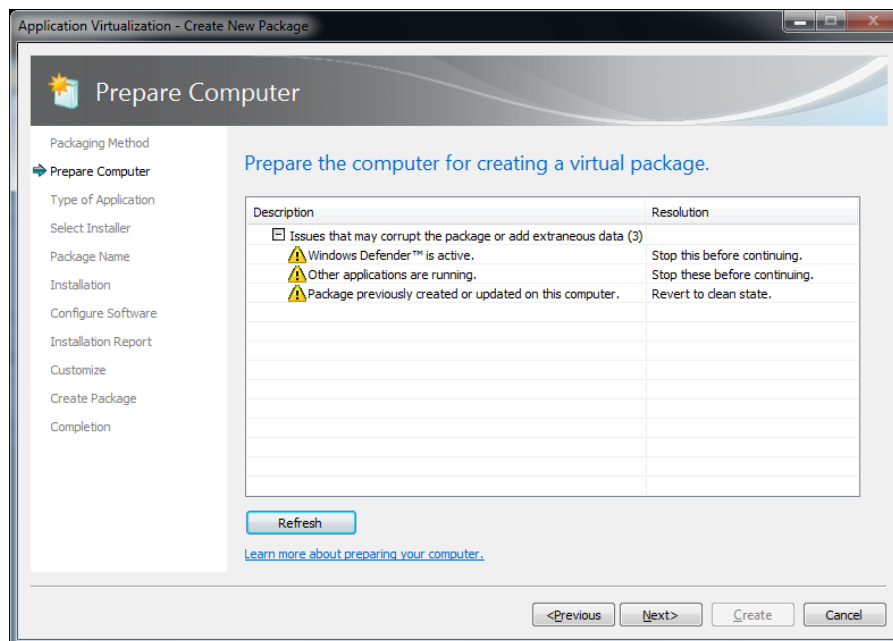 Application Virtualization - Create New Package
Prepare Computer
Packaging Method
Prepare Computer
Type of Application
Select Installer
Package Name
Installation
Configure Software
Installation Report
Customize
Create Package
Completion
Prepare the computer for creating a virtual package.
Description Resolution
Issues that may corrupt the package or add extraneous data (3)
Windows Defender™ is active. Stop this before continuing.
Other applications are running. Stop these before continuing.
Package previously created or updated on this computer. Revert to clean state.
Refresh
Learn more about preparing your computer.
<Previous Next> Create Cancel